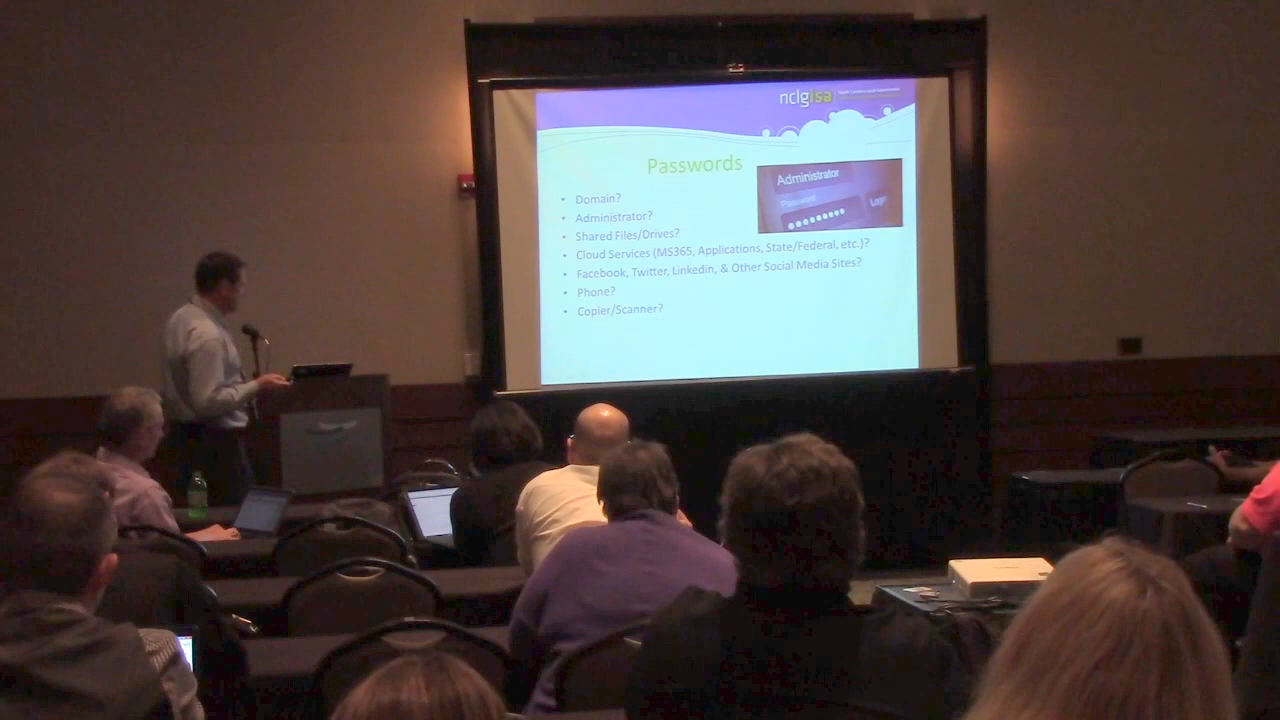 nclgisa
Passwords
Administrator
Password
Login
• Domain?
• Administrator?
• Shared Files/Drives?
• Cloud Services (MS365, Applications, State/Federal, etc.)?
• Facebook, Twitter, Linkedin, & Other Social Media Sites?
• Phone?
• Copier/Scanner?